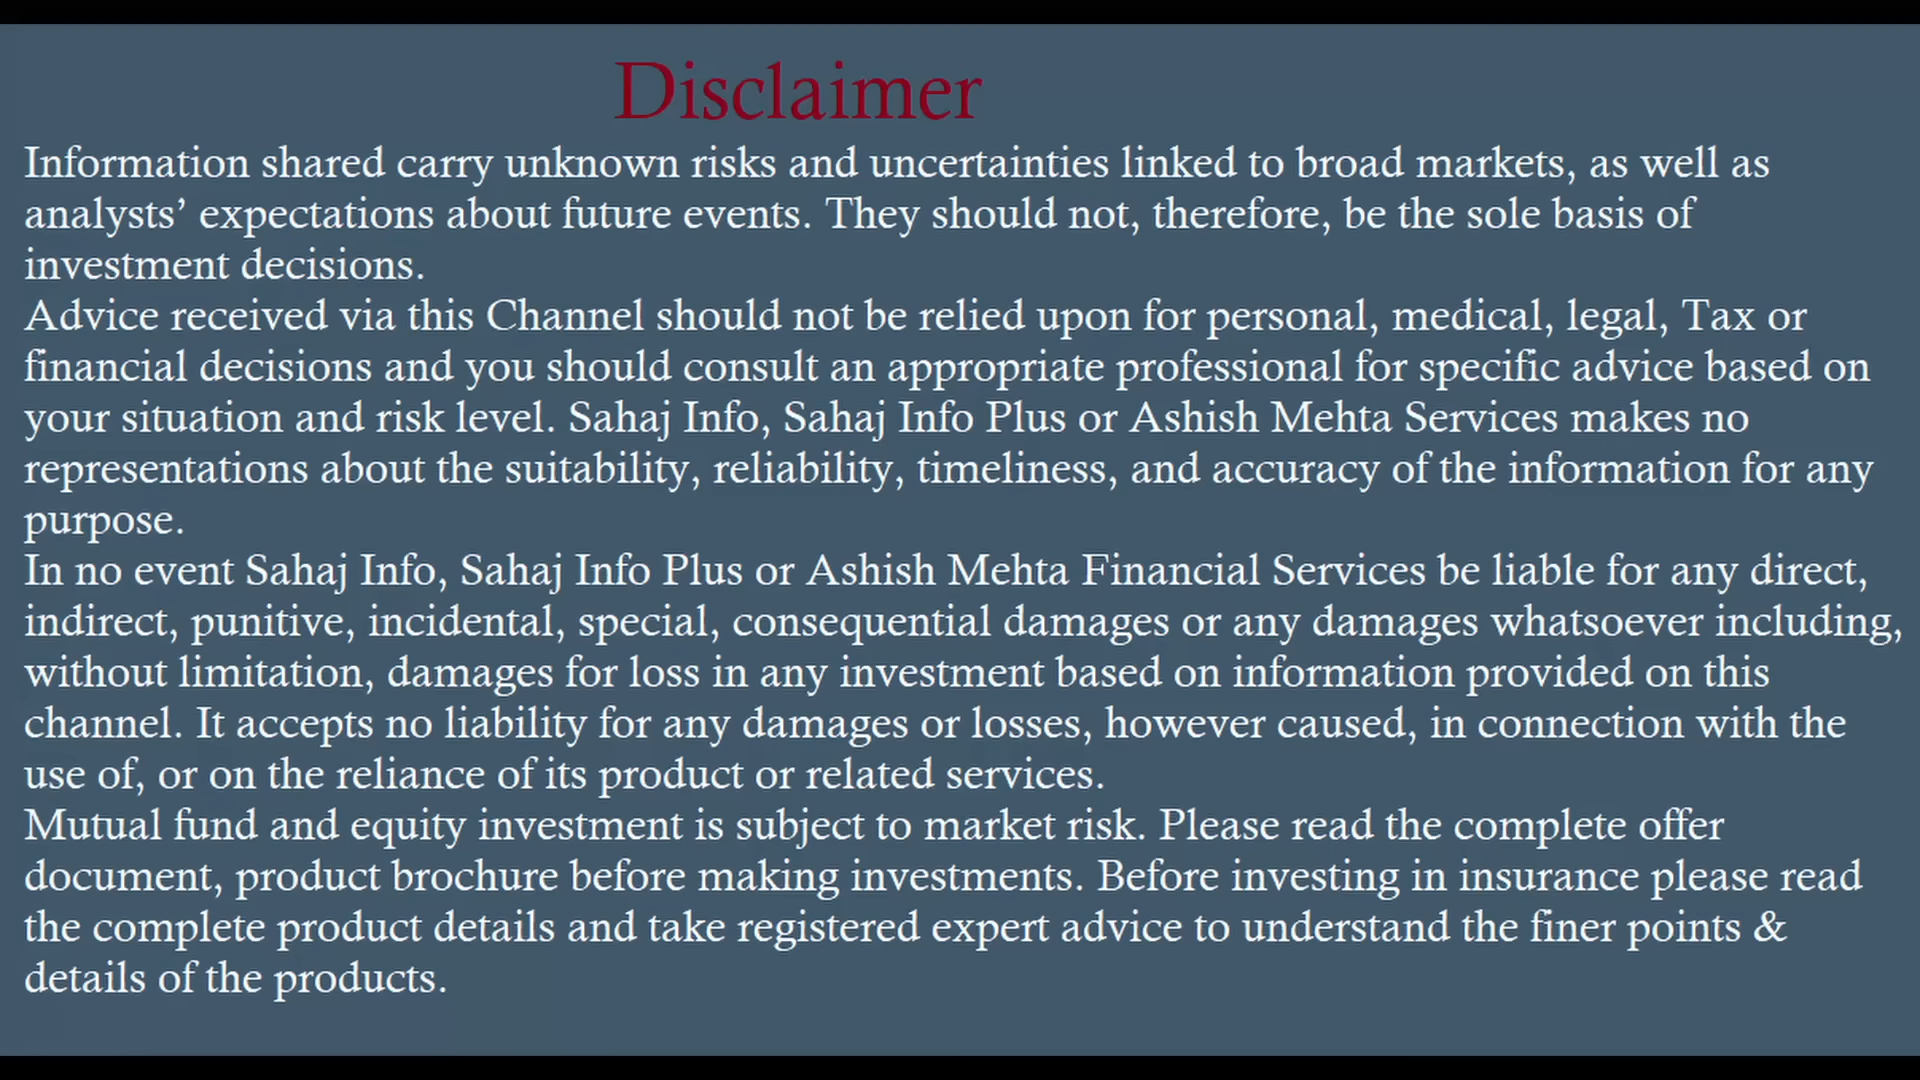 Disclaimer
Information shared carry unknown risks and uncertainties linked to broad markets, as well as
analysts’ expectations about future events. They should not, therefore, be the sole basis of
investment decisions.
Advice received via this Channel should not be relied upon for personal, medical, legal, Tax or
financial decisions and you should consult an appropriate professional for specific advice based on
your situation and risk level. Sahaj Info, Sahaj Info Plus or Ashish Mehta Services makes no
representations about the suitability, reliability, timeliness, and accuracy of the information for any
purpose.
In no event Sahaj Info, Sahaj Info Plus or Ashish Mehta Financial Services be liable for any direct,
indirect, punitive, incidental, special, consequential damages or any damages whatsoever including,
without limitation, damages for loss in any investment based on information provided on this
channel. It accepts no liability for any damages or losses, however caused, in connection with the
use of, or on the reliance of its product or related services.
Mutual fund and equity investment is subject to market risk. Please read the complete offer
document, product brochure before making investments. Before investing in insurance please read
the complete product details and take registered expert advice to understand the finer points &
details of the products.